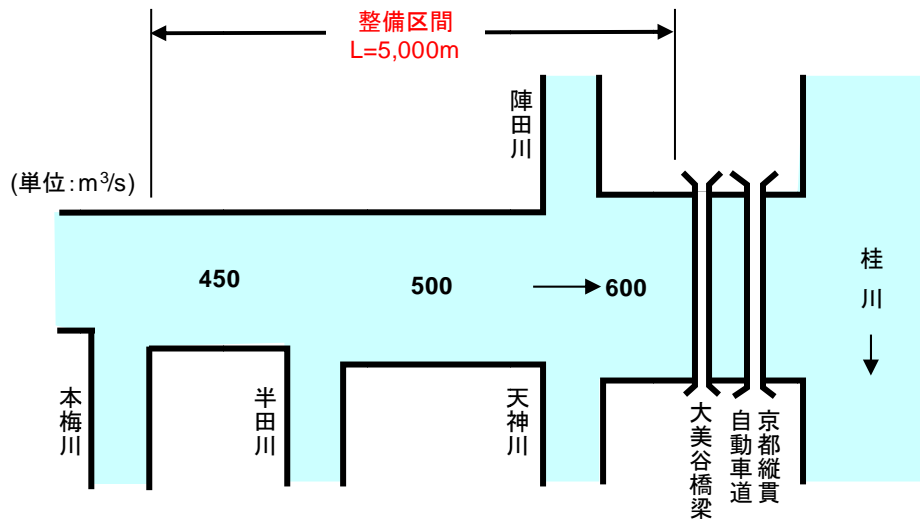 整備区間
L=5,000m
陣田川
(単位:m³/s)
450
500
600
桂川
本梅川
半田川
天神川
大美谷橋梁
京都縦貫
自動車道